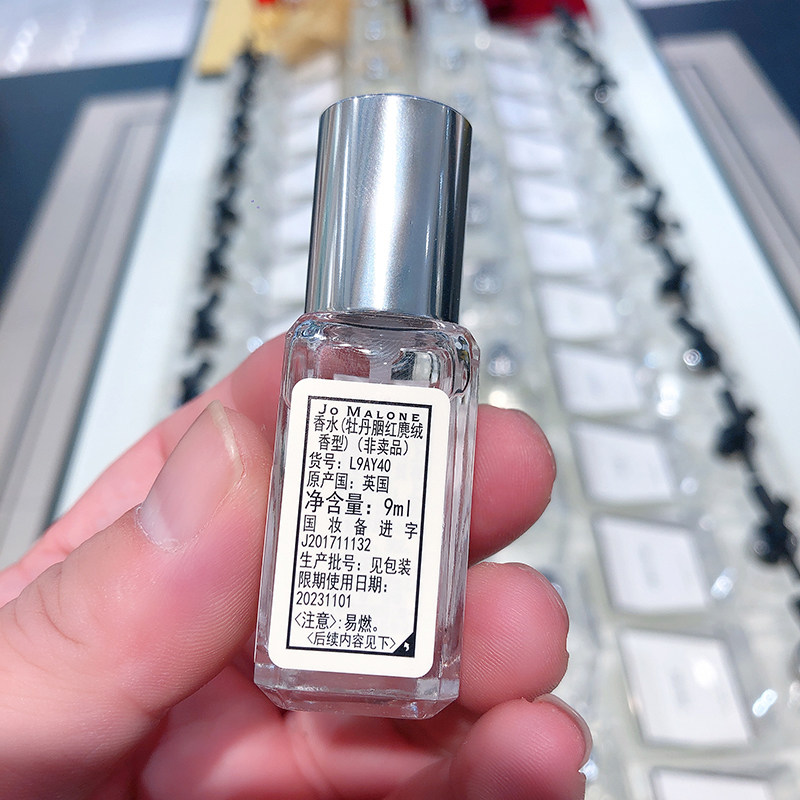 JO MALONE
香水(牡丹胭红麂绒
香型)(非卖品)
货号：L9AY40
原产国：英国
净含量：9ml
国妆备进字
J201711132
生产批号：见包装
限期使用日期：
20231101
〈注意〉:易燃。
〈后续内容见下〉